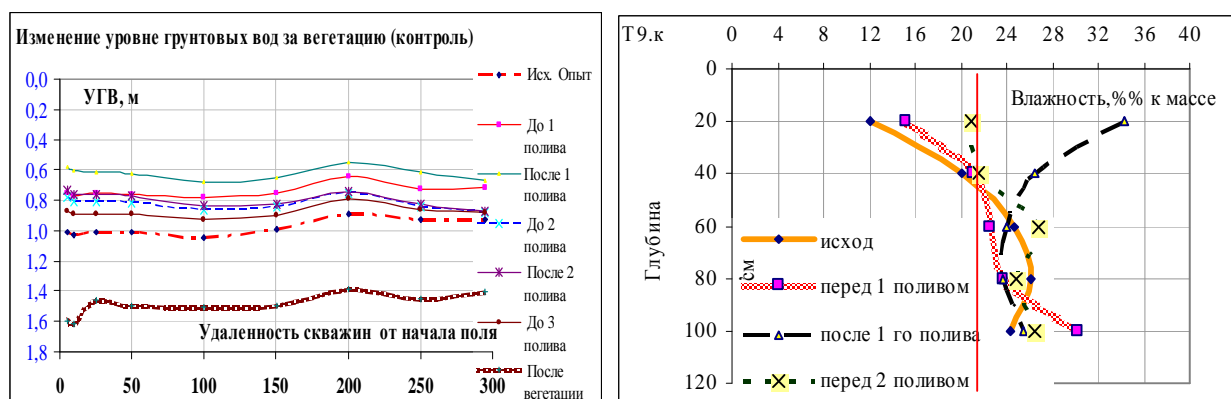 Изменение уровне грунтовых вод за вегетацию (контроль)
УГВ, м
0,0
0,2
0,4
0,6
0,8
1,0
1,2
1,4
1,6
1,8
0
50
100
150
200
250
300
Удаленность скважин от начала поля
Исх. Опыт
До 1
полива
После 1
полива
До 2
полива
После 2
полива
До 3
полива
После
вегетации
Т9.к
0 4 8 12 16 20 24 28 32 36 40
Влажность,%% к массе
0
20
40
60
80
100
120
Глубина
см
исход
перед 1 поливом
после 1 го полива
перед 2 поливом